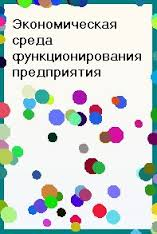 Экономическая
среда
функционирования
предприятия